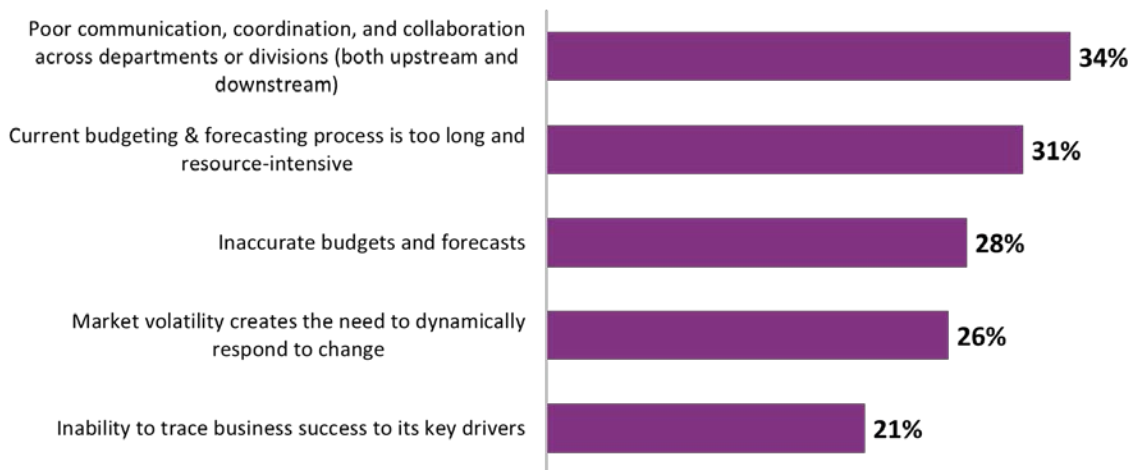 Poor communication, coordination, and collaboration
across departments or divisions (both upstream and
downstream)
34%
Current budgeting & forecasting process is too long and
resource-intensive
31%
Inaccurate budgets and forecasts
28%
Market volatility creates the need to dynamically
respond to change
26%
Inability to trace business success to its key drivers
21%